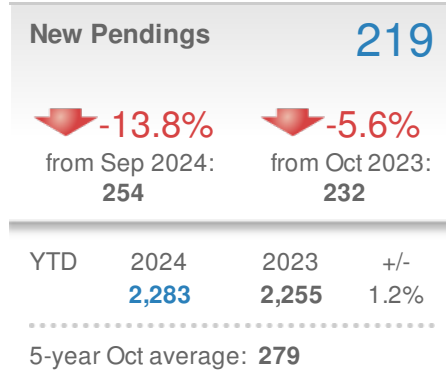 New Pendings 219
-13.8% -5.6%
from Sep 2024: from Oct 2023:
254 232
YTD 2024 2023 +/-
2,283 2,255 1.2%
5-year Oct average: 279